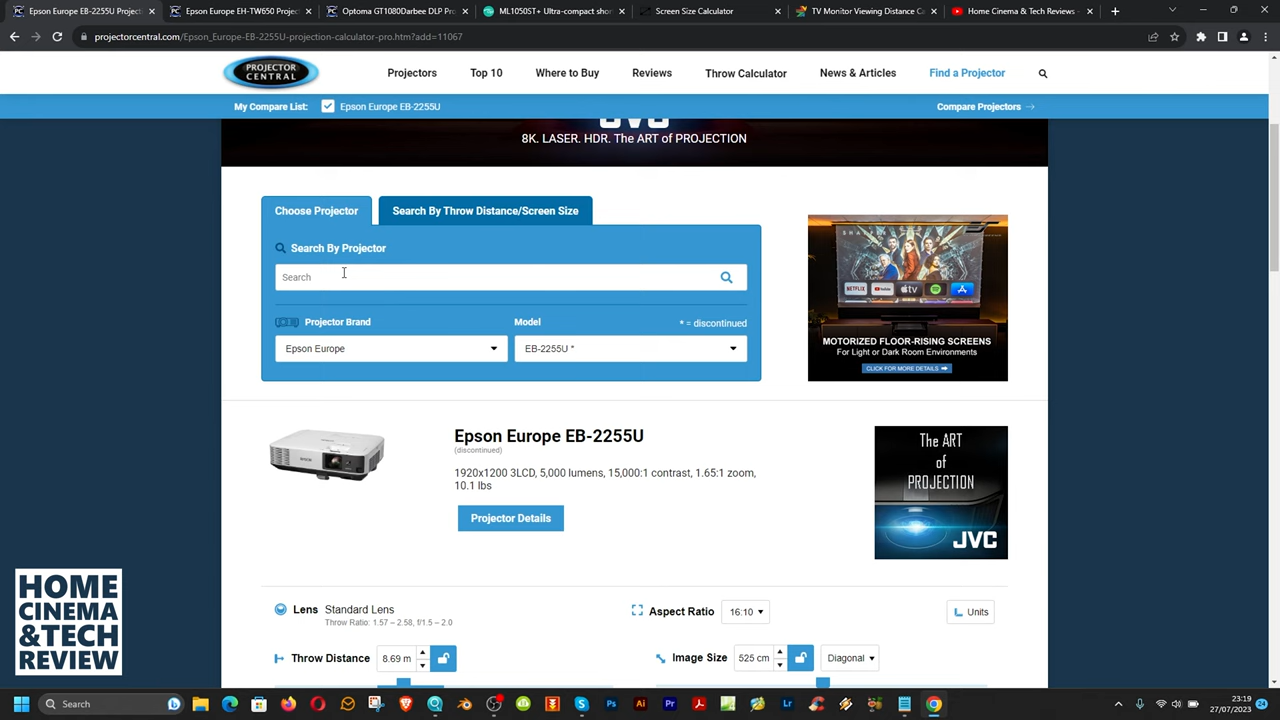 Epson Europe EB-2255U Project
Epson Europe EH-TW650 Project
Optoma GT1080Darbee DLP Pro
ML1050ST+ Ultra-compact shor
Screen Size Calculator
TV Monitor Viewing Distance Ca
Home Cinema & Tech Reviews -
projectorcentral.com/Epson_Europe-EB-2255U-projection-calculator-pro.htm?add=11067
PROJECTOR
CENTRAL
Projectors
Top 10
Where to Buy
Reviews
Throw Calculator
News & Articles
Find a Projector
My Compare List:
Epson Europe EB-2255U
Compare Projectors →
8K. LASER. HDR. The ART of PROJECTION
Choose Projector
Search By Throw Distance/Screen Size
Search By Projector
Search
Projector Brand
Model
* = discontinued
Epson Europe
EB-2255U *
NETFLIX
YouTube
tv
MOTORIZED FLOOR-RISING SCREENS
For Light or Dark Room Environments
CLICK FOR MORE DETAILS
Epson Europe EB-2255U
(discontinued)
1920x1200 3LCD, 5,000 lumens, 15,000:1 contrast, 1.65:1 zoom,
10.1 lbs
Projector Details
The ART
of
PROJECTION
JVC
HOME
CINEMA
&TECH
REVIEW
Lens
Standard Lens
Throw Ratio: 1.57 – 2.58, f/1.5 – 2.0
Aspect Ratio
16:10
Units
Throw Distance
8.69 m
Image Size
525 cm
Diagonal
Search
23:19
27/07/2023
24